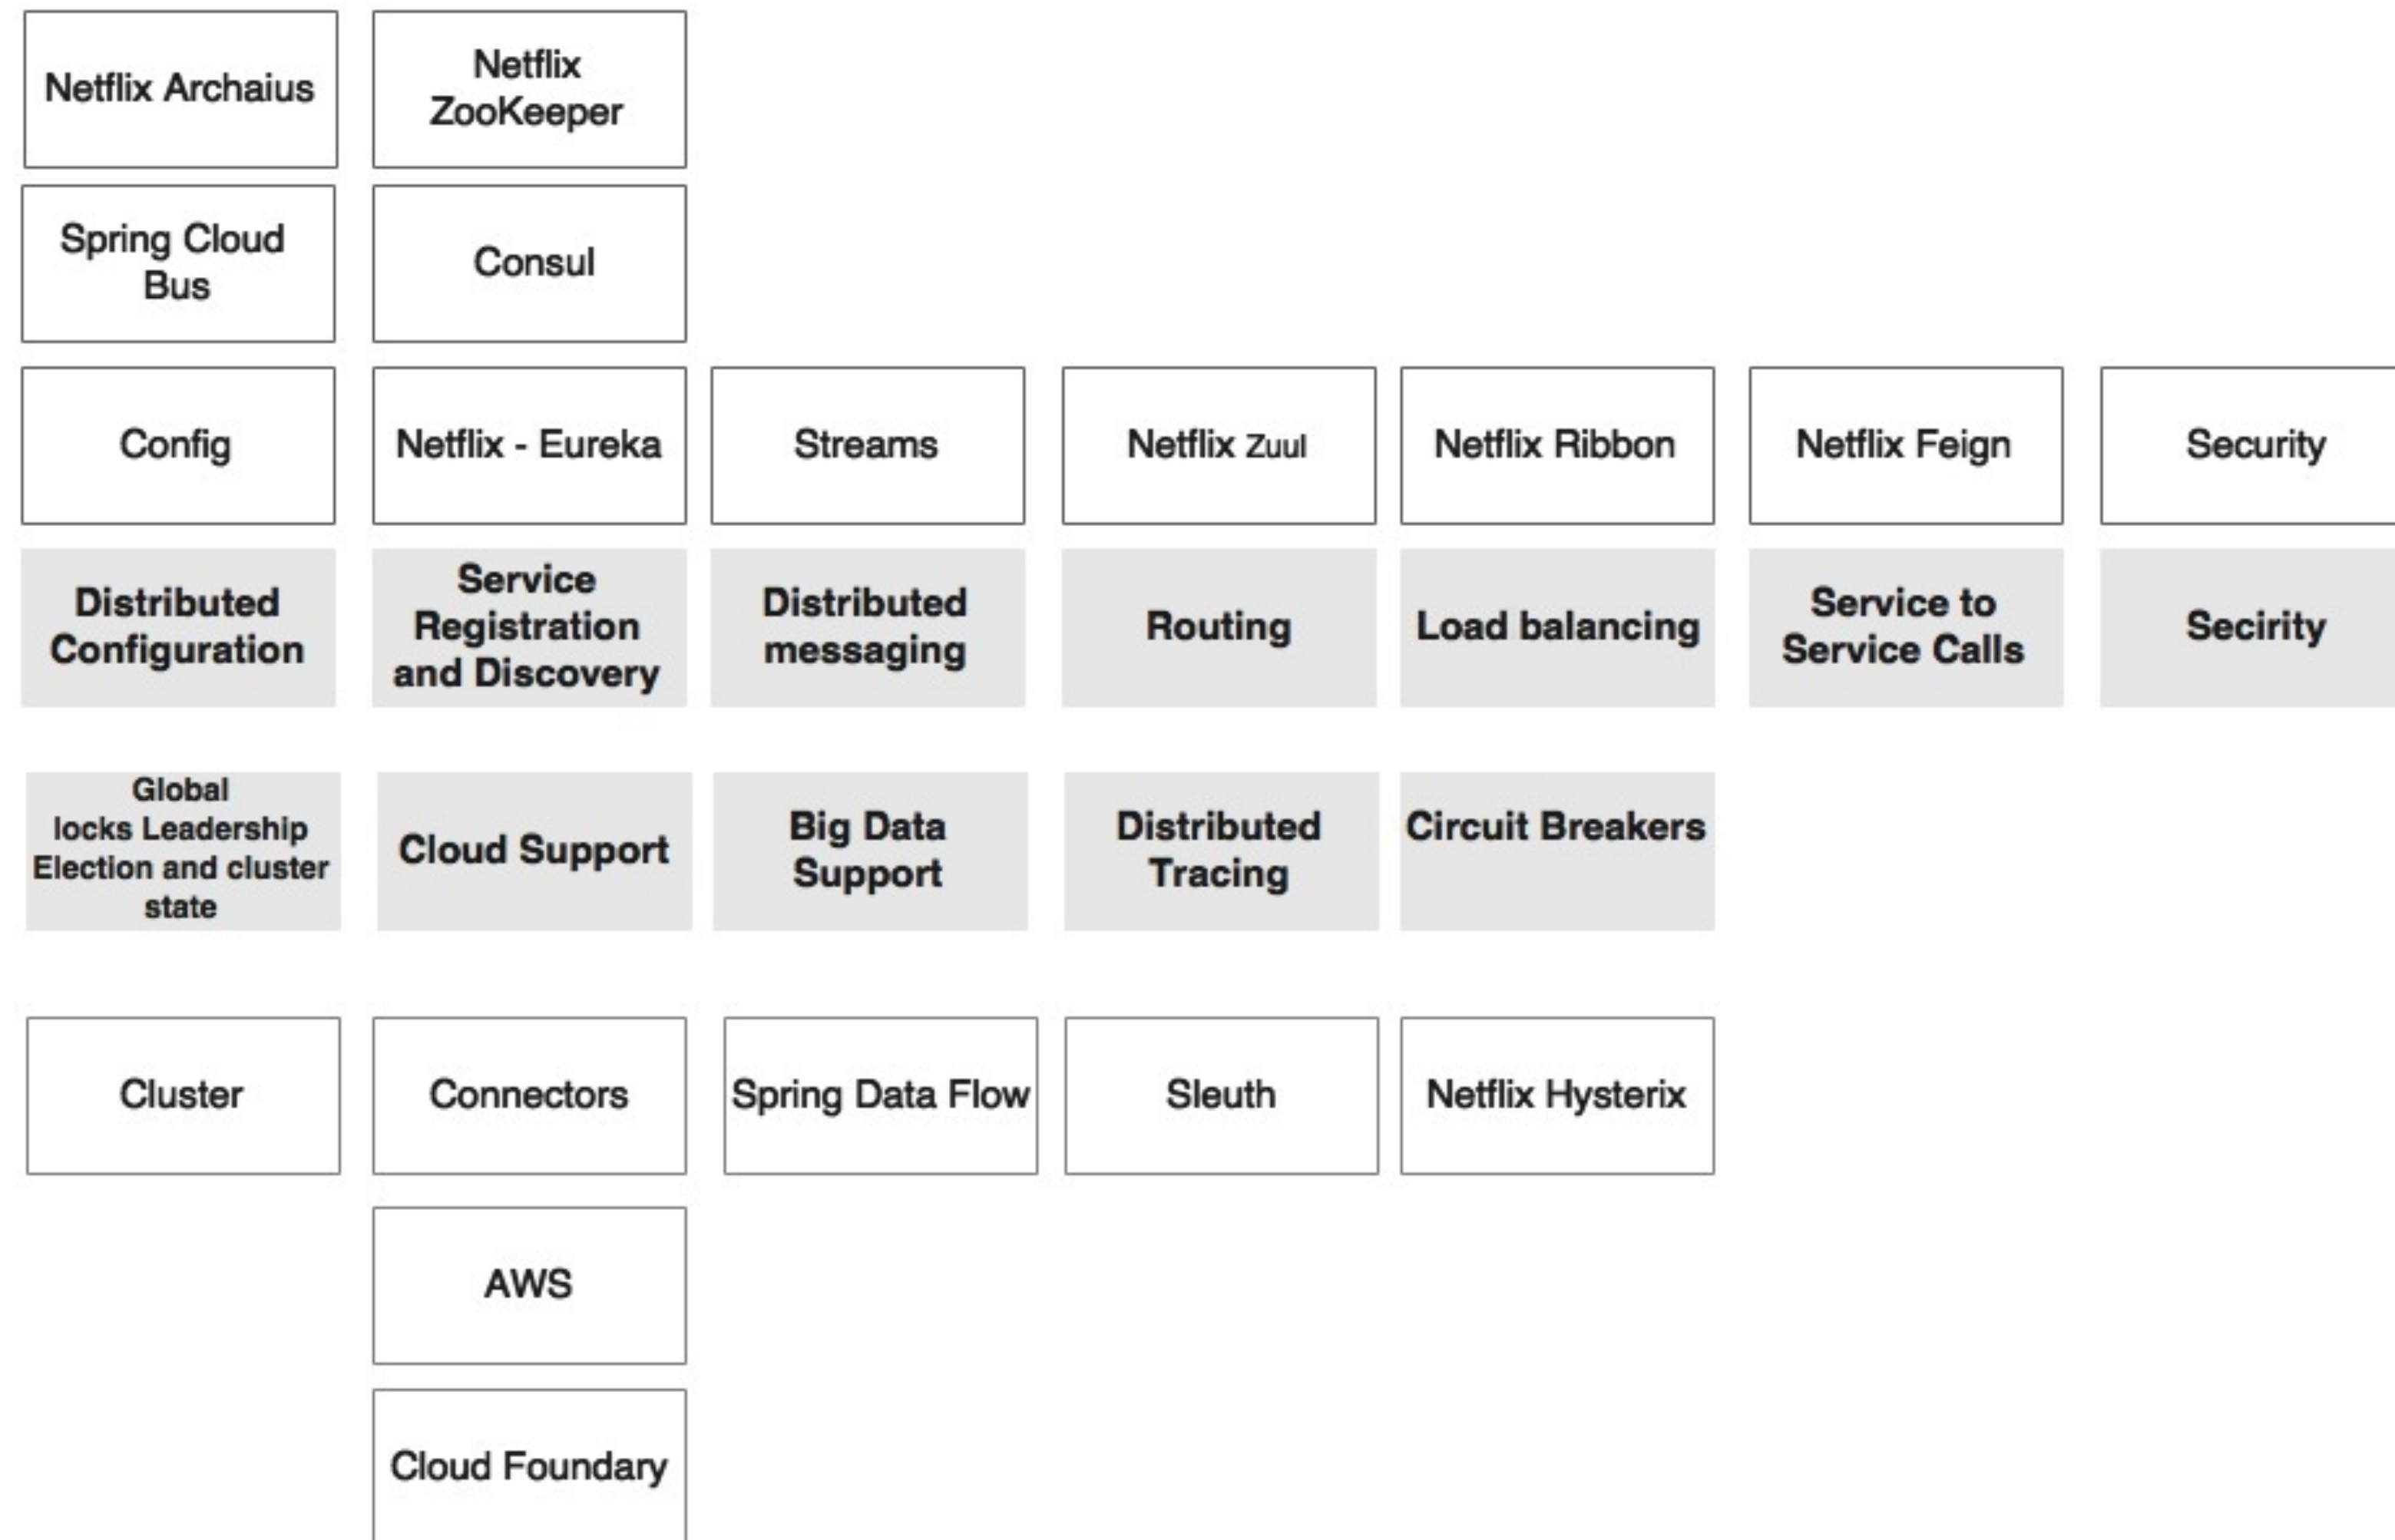 Netflix Archaius
Netflix
ZooKeeper
Spring Cloud
Bus
Consul
Config
Netflix - Eureka
Streams
Netflix Zuul
Netflix Ribbon
Netflix Feign
Security
Distributed
Configuration
Service
Registration
and Discovery
Distributed
messaging
Routing
Load balancing
Service to
Service Calls
Secirity
Global
locks Leadership
Election and cluster
state
Cloud Support
Big Data
Support
Distributed
Tracing
Circuit Breakers
Cluster
Connectors
Spring Data Flow
Sleuth
Netflix Hysterix
AWS
Cloud Foundary